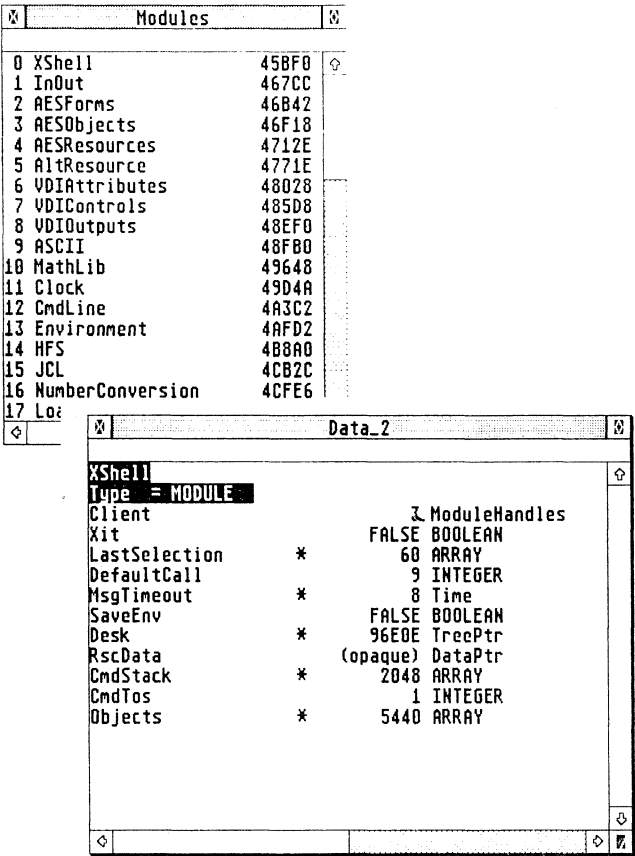 Modules
0 XShell 45BF0
1 InOut 467CC
2 AESForms 46B42
3 AESObjects 46F18
4 AESResources 4712E
5 AltResource 4771E
6 VDIAttributes 48028
7 VDIControls 485D8
8 VDIOutputs 48EF0
9 ASCII 48FB0
10 MathLib 49648
11 Clock 49D4A
12 CmdLine 4A3C2
13 Environment 4AFD2
14 HFS 4B8A0
15 JCL 4CB2C
16 NumberConversion 4CFE6
17
Data_2
XShell
Type = MODULE
Client 3 ModuleHandles
Xit FALSE BOOLEAN
LastSelection * 60 ARRAY
DefaultCall 9 INTEGER
MsgTimeout * 8 Time
SaveEnv FALSE BOOLEAN
Desk * 96E0E TreePtr
RscData (opaque) DataPtr
CmdStack * 2048 ARRAY
CmdTos 1 INTEGER
Objects * 5440 ARRAY